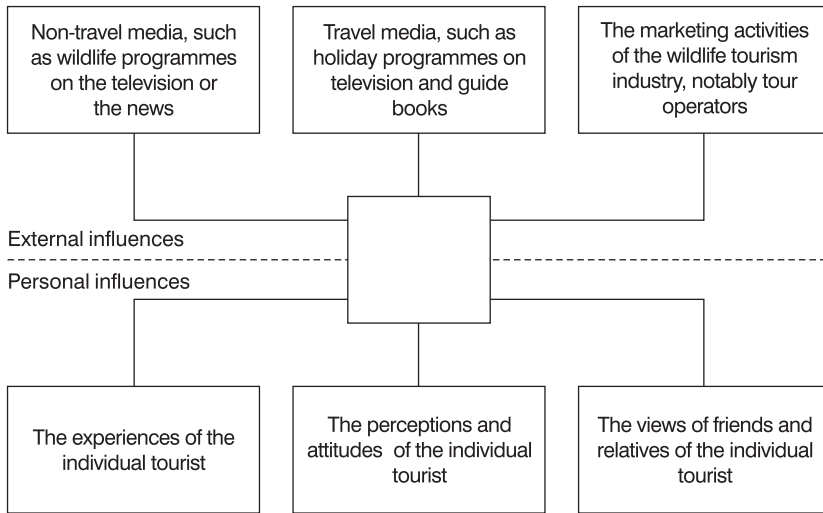 Non-travel media, such
as wildlife programmes
on the television or
the news
Travel media, such as
holiday programmes on
television and guide
books
The marketing activities
of the wildlife tourism
industry, notably tour
operators
External influences
Personal influences
The experiences of the
individual tourist
The perceptions and
attitudes of the individual
tourist
The views of friends and
relatives of the individual
tourist